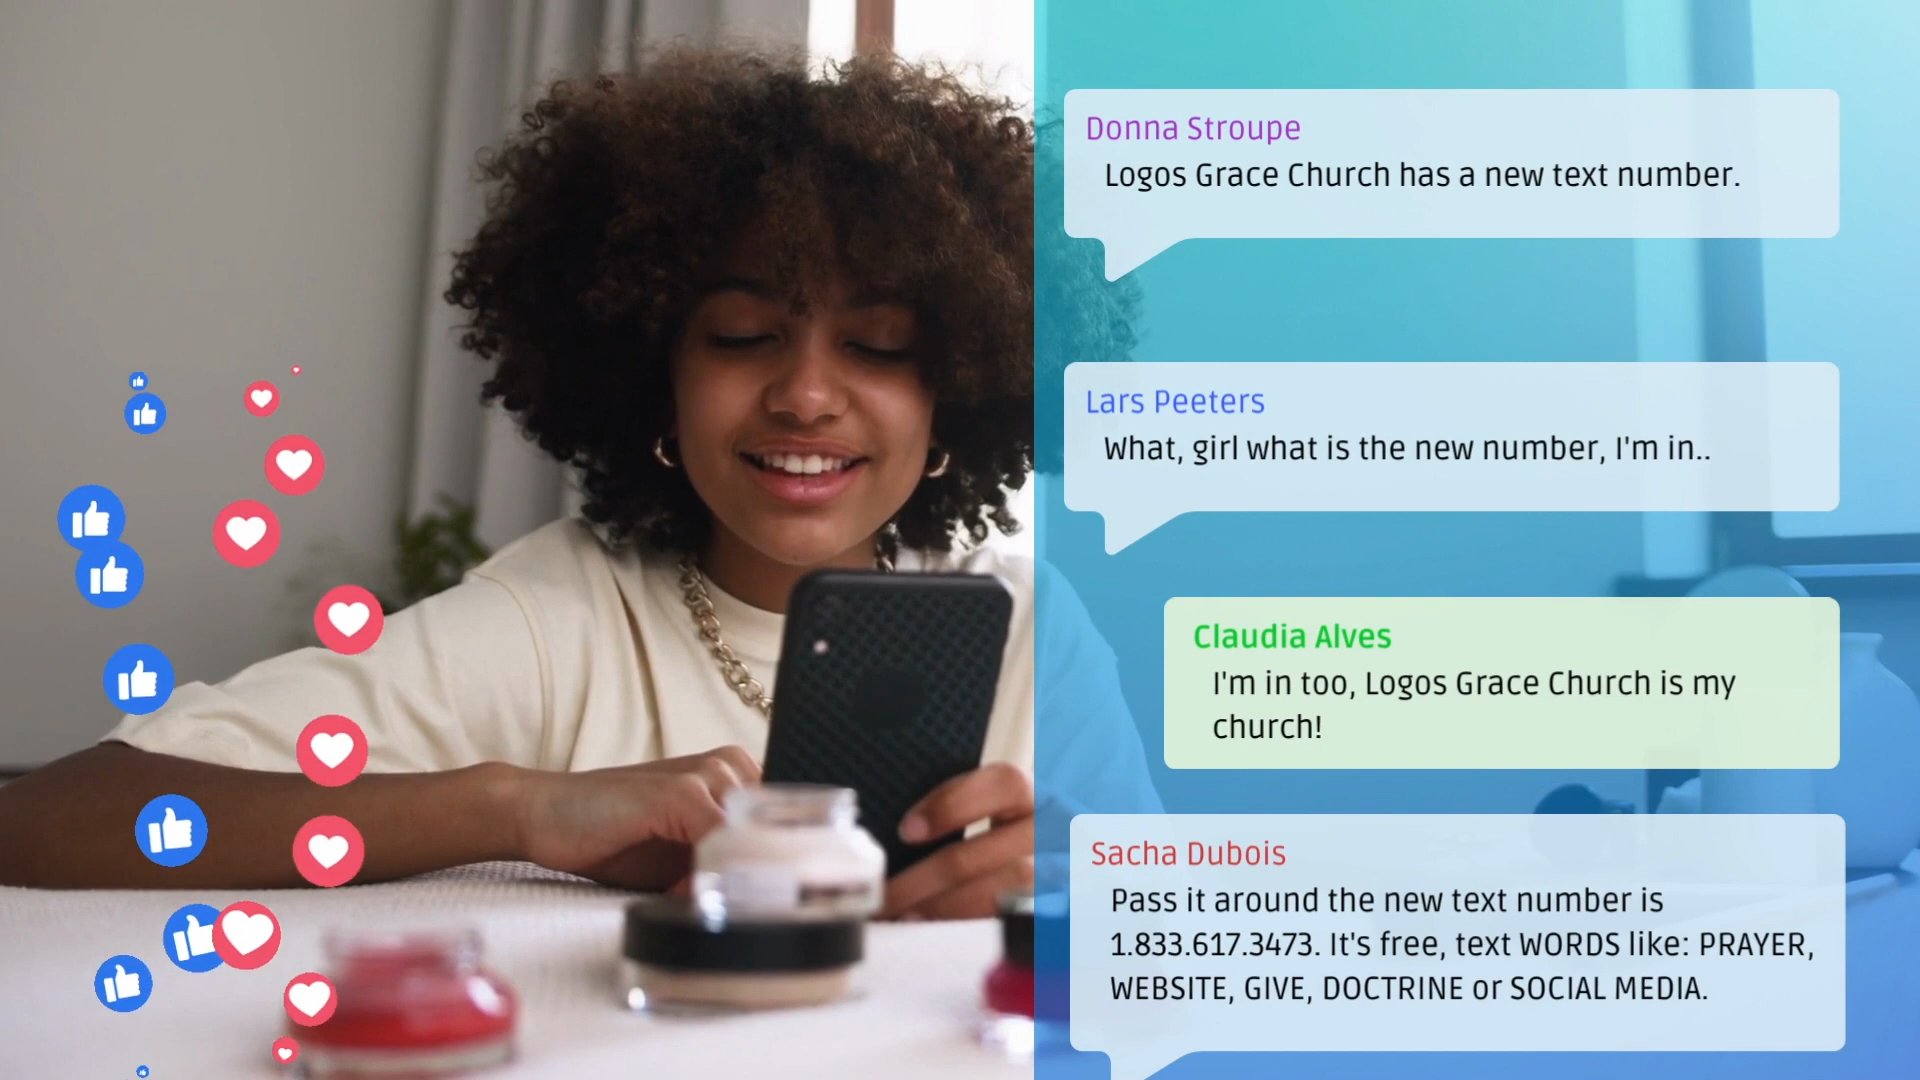 Donna Stroupe
Logos Grace Church has a new text number.
Lars Peeters
What, girl what is the new number, I'm in..
Claudia Alves
I'm in too, Logos Grace Church is my
church!
Sacha Dubois
Pass it around the new text number is
1.833.617.3473. It's free, text WORDS like: PRAYER,
WEBSITE, GIVE, DOCTRINE or SOCIAL MEDIA.